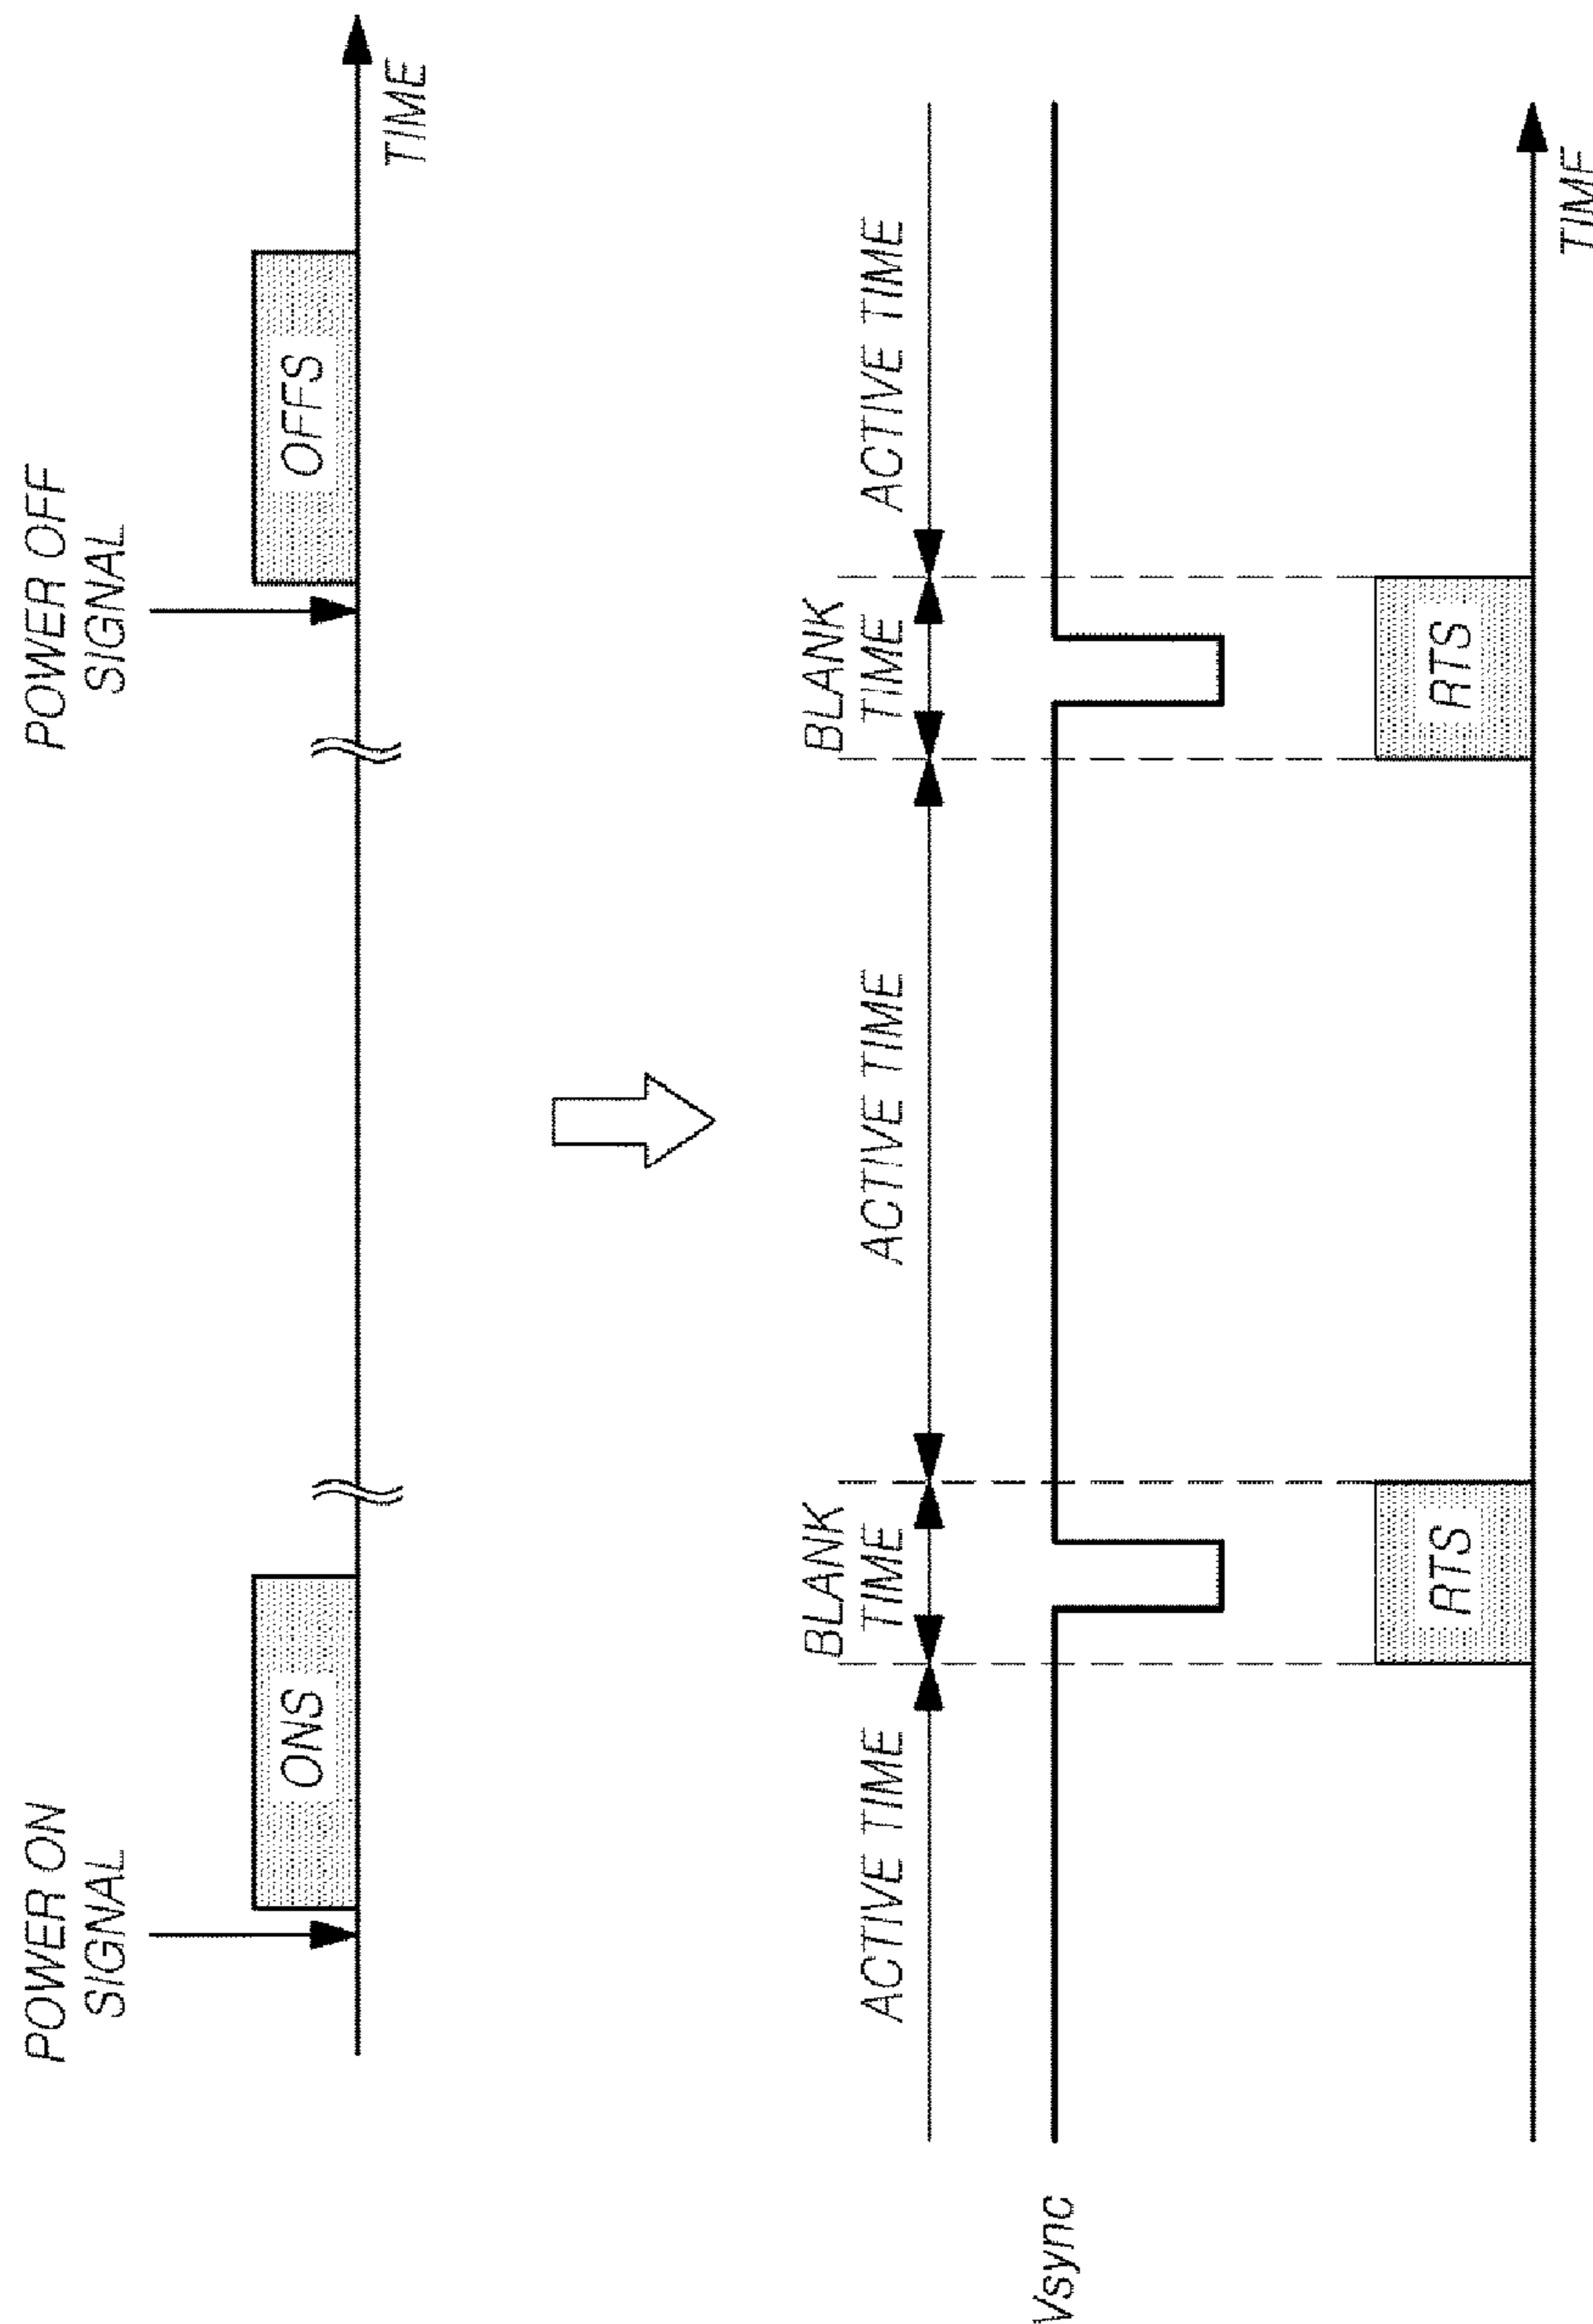 POWER ON
SIGNAL
POWER OFF
SIGNAL
ONS
OFFS
TIME
ACTIVE TIME
BLANK
TIME
ACTIVE TIME
BLANK
TIME
ACTIVE TIME
Vsync
RTS
RTS
TIME